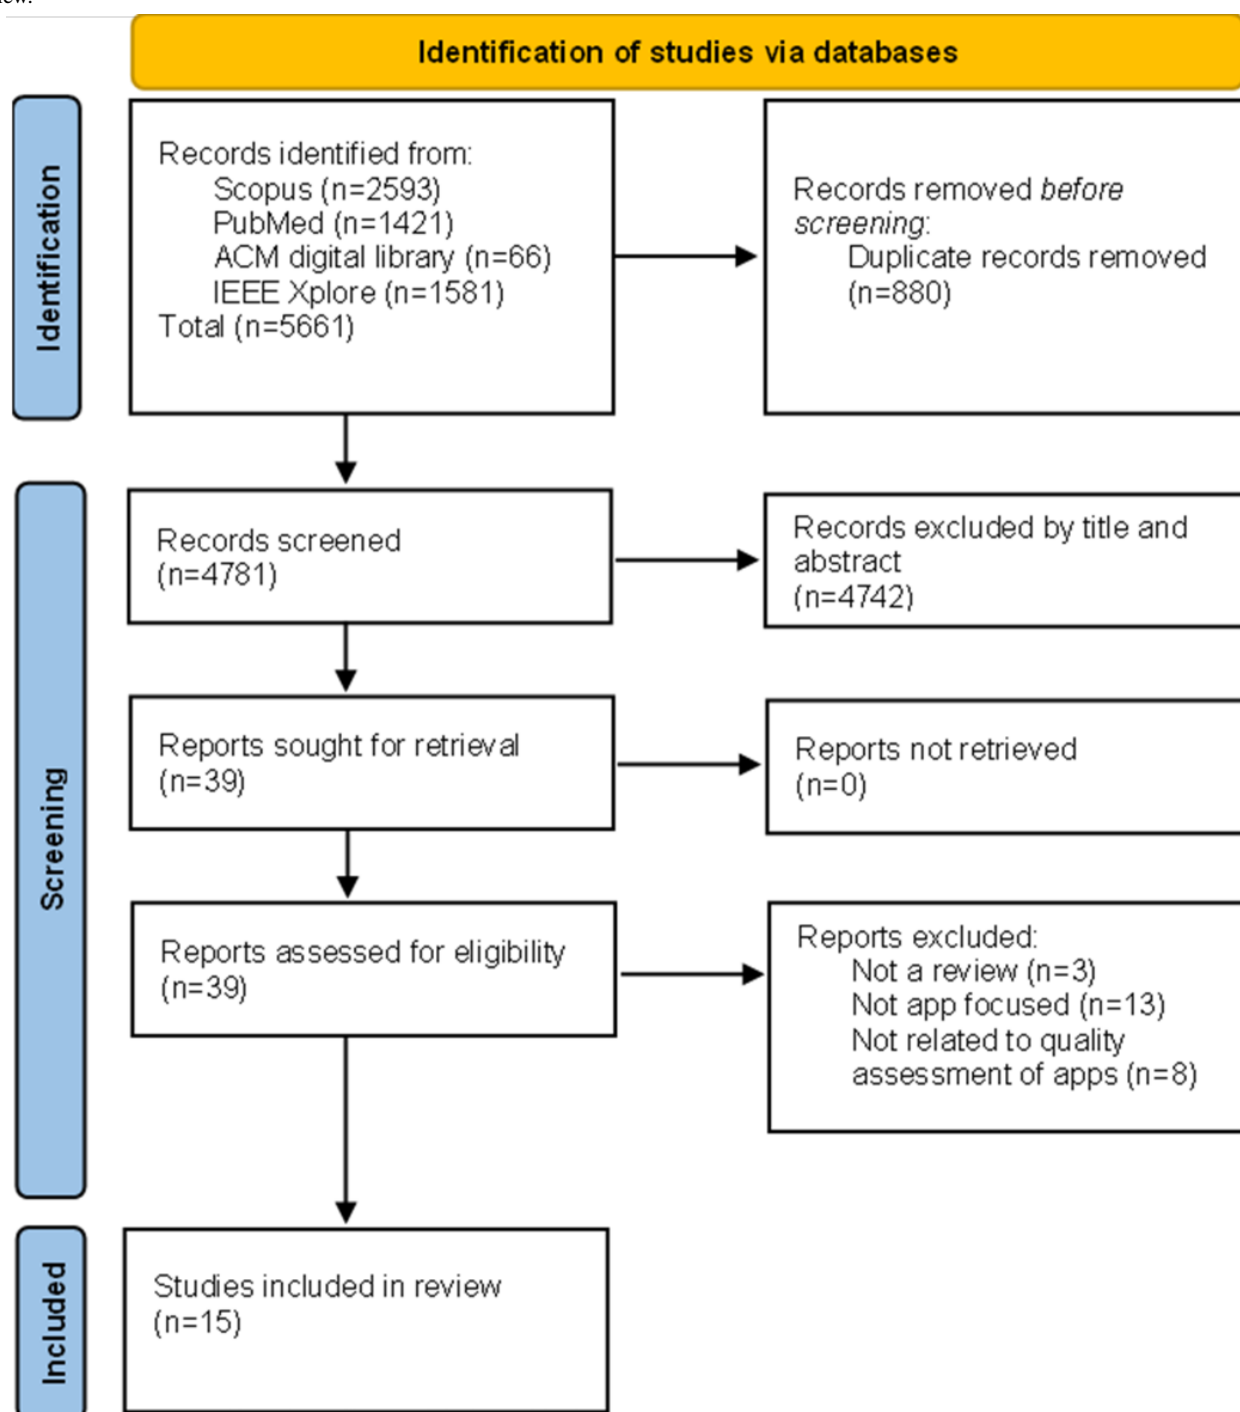 Identification of studies via databases
Identification
Records identified from:
Scopus (n=2593)
PubMed (n=1421)
ACM digital library (n=66)
IEEE Xplore (n=1581)
Total (n=5661)
Records removed before
screening:
Duplicate records removed
(n=880)
Screening
Records screened
(n=4781)
Records excluded by title and
abstract
(n=4742)
Reports sought for retrieval
(n=39)
Reports not retrieved
(n=0)
Reports assessed for eligibility
(n=39)
Reports excluded:
Not a review (n=3)
Not app focused (n=13)
Not related to quality
assessment of apps (n=8)
Included
Studies included in review
(n=15)